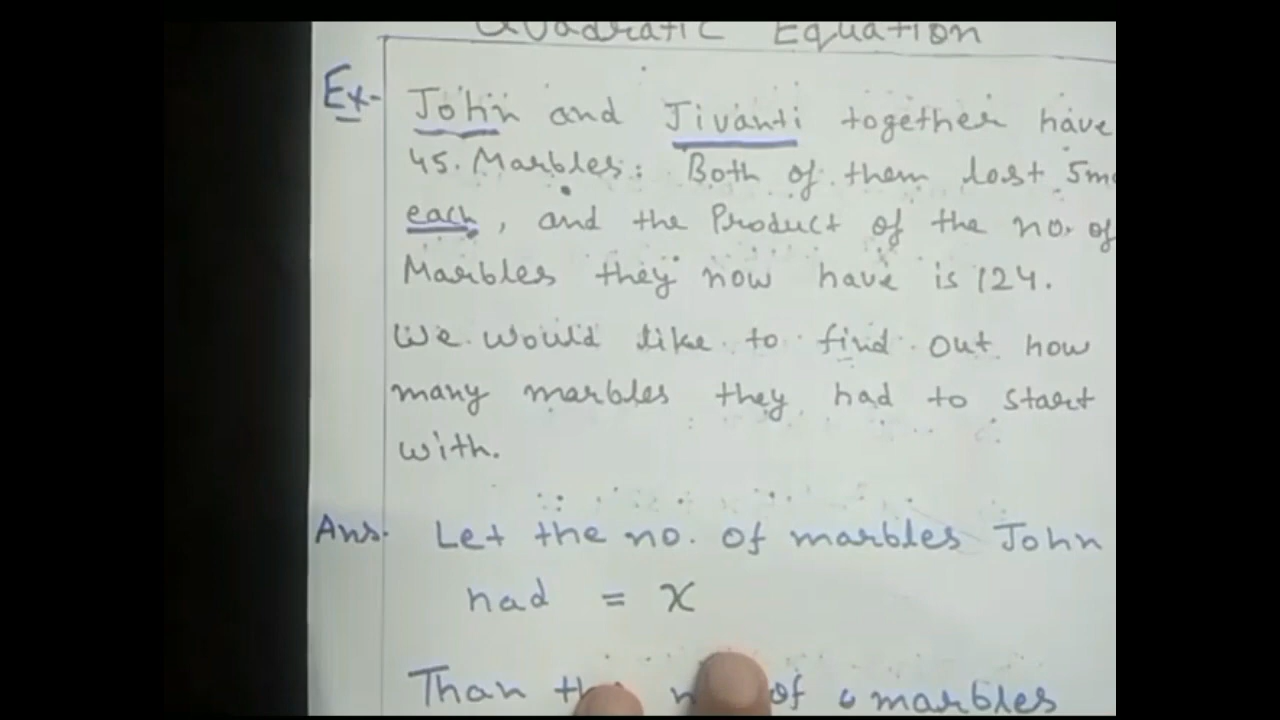 Quadratic Equation
Ex- John and Jivanti together have
45. Marbles: Both of them lost 5
each, and the Product of the no. of
Marbles they now have is 124.
We would like to find out how
many marbles they had to start
with.
Ans. Let the no. of marbles John
had = x
Than of marbles